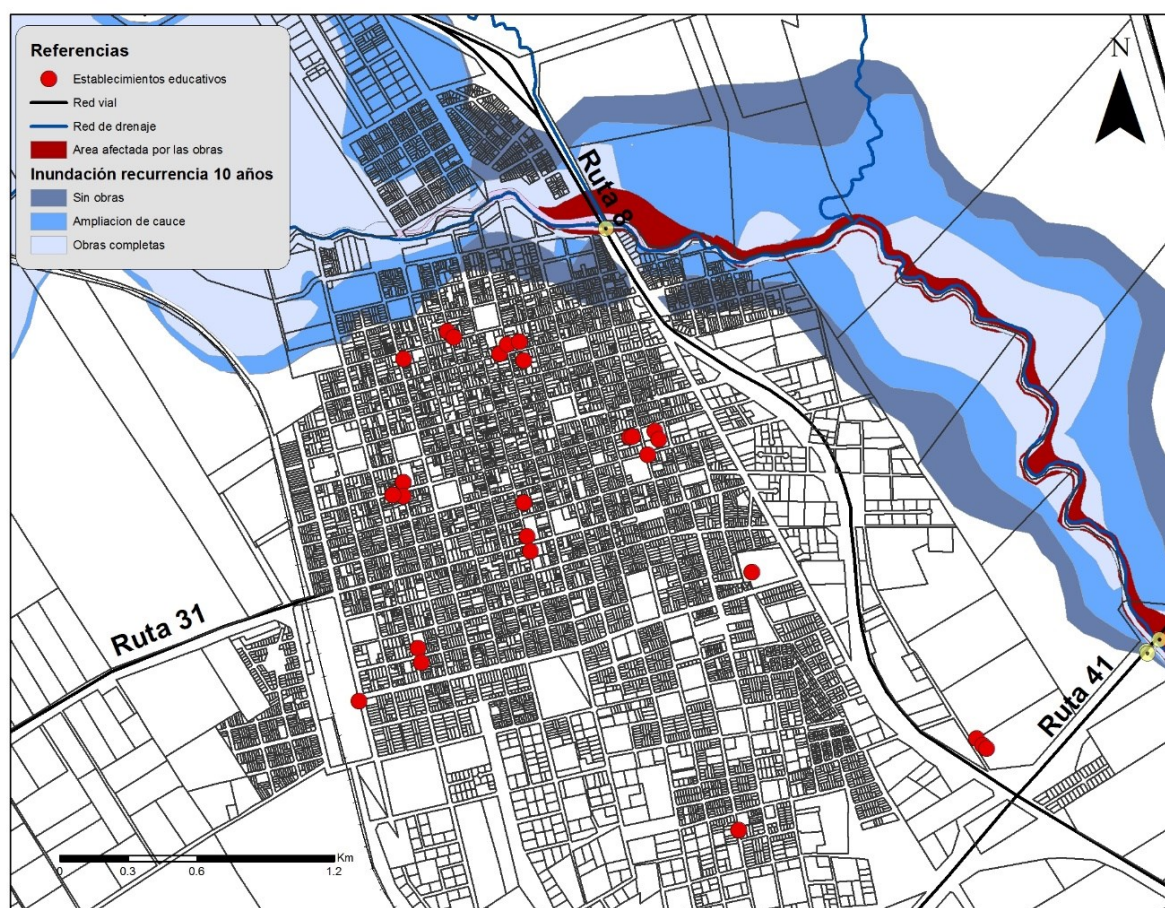 Referencias
Establecimientos educativos
Red vial
Red de drenaje
Area afectada por las obras
Inundación recurrencia 10 años
Sin obras
Ampliacion de cauce
Obras completas
N
Ruta 8
Ruta 31
Ruta 41
Km
0 0.3 0.6 1.2